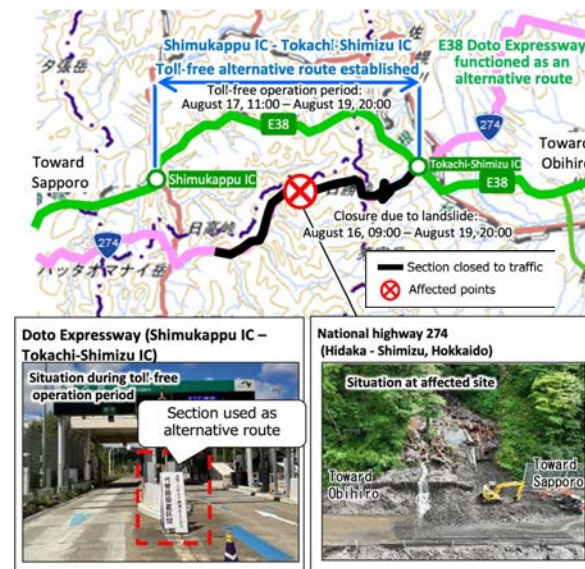 Shimukappu IC - Tokachi-Shimizu IC
Toll-free alternative route established
Toll-free operation period:
August 17, 11:00 – August 19, 20:00
E38 Doto Expressway
functioned as an
alternative route
274
E38
Toward
Sapporo
Shimukappu IC
Tokachi-Shimizu IC
Toward
Obihiro
E38
夕張岳
日勝
日高峠
274
Closure due to landslide:
August 16, 09:00 – August 19, 20:00
ハッタオマナイ岳
Section closed to traffic
Affected points
Doto Expressway (Shimukappu IC –
Tokachi-Shimizu IC)
Situation during toll-free
operation period
Section used as
alternative route
National highway 274
(Hidaka - Shimizu, Hokkaido)
Situation at affected site
Toward
Obihiro
Toward
Sapporo